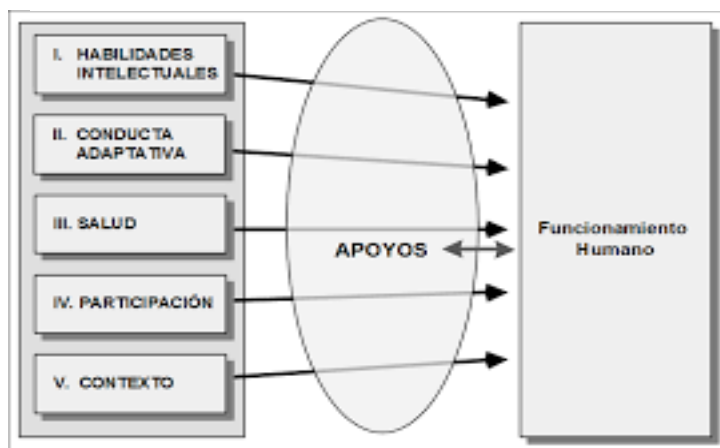 I. HABILIDADES
INTELECTUALES
II. CONDUCTA
ADAPTATIVA
III. SALUD
IV. PARTICIPACIÓN
V. CONTEXTO
APOYOS
Funcionamiento
Humano